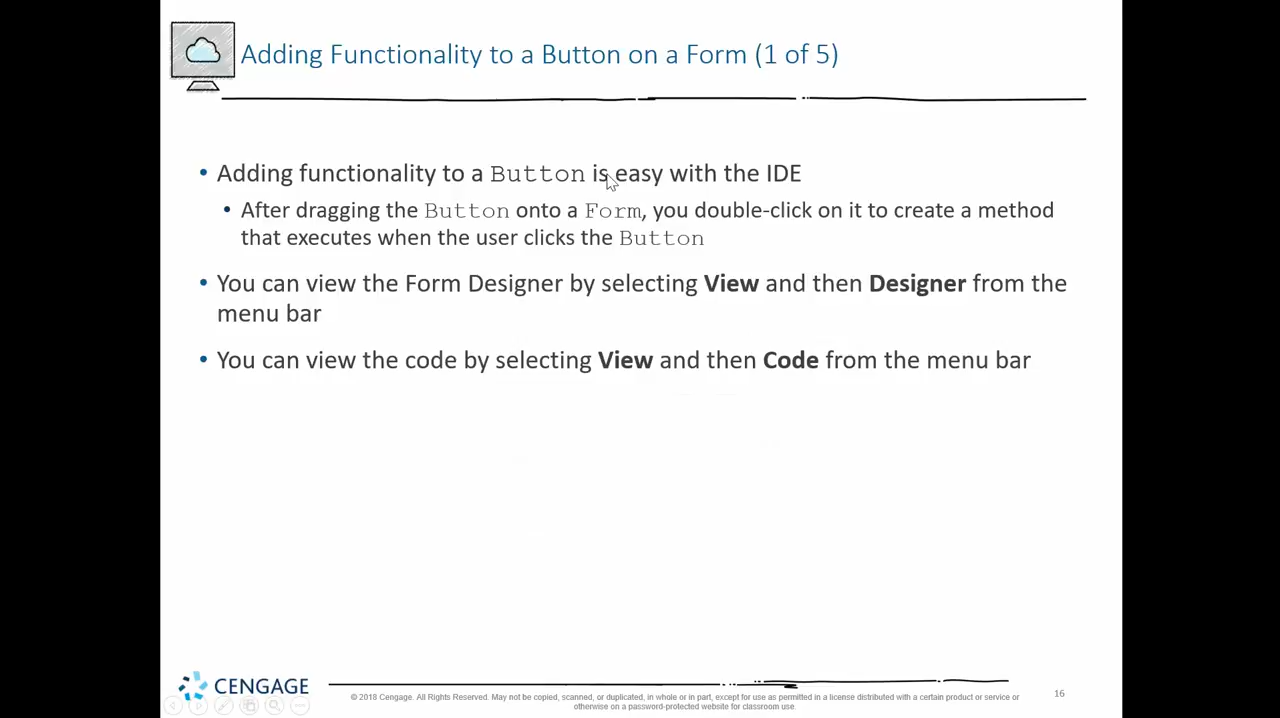 Adding Functionality to a Button on a Form (1 of 5)
• Adding functionality to a Button is easy with the IDE
• After dragging the Button onto a Form, you double-click on it to create a method
that executes when the user clicks the Button
• You can view the Form Designer by selecting View and then Designer from the
menu bar
• You can view the code by selecting View and then Code from the menu bar
CENGAGE
© 2018 Cengage. All Rights Reserved. May not be copied, scanned, or duplicated, in whole or in part, except for use as permitted in a license distributed with a certain product or service or
otherwise on a password-protected website for classroom use.
16